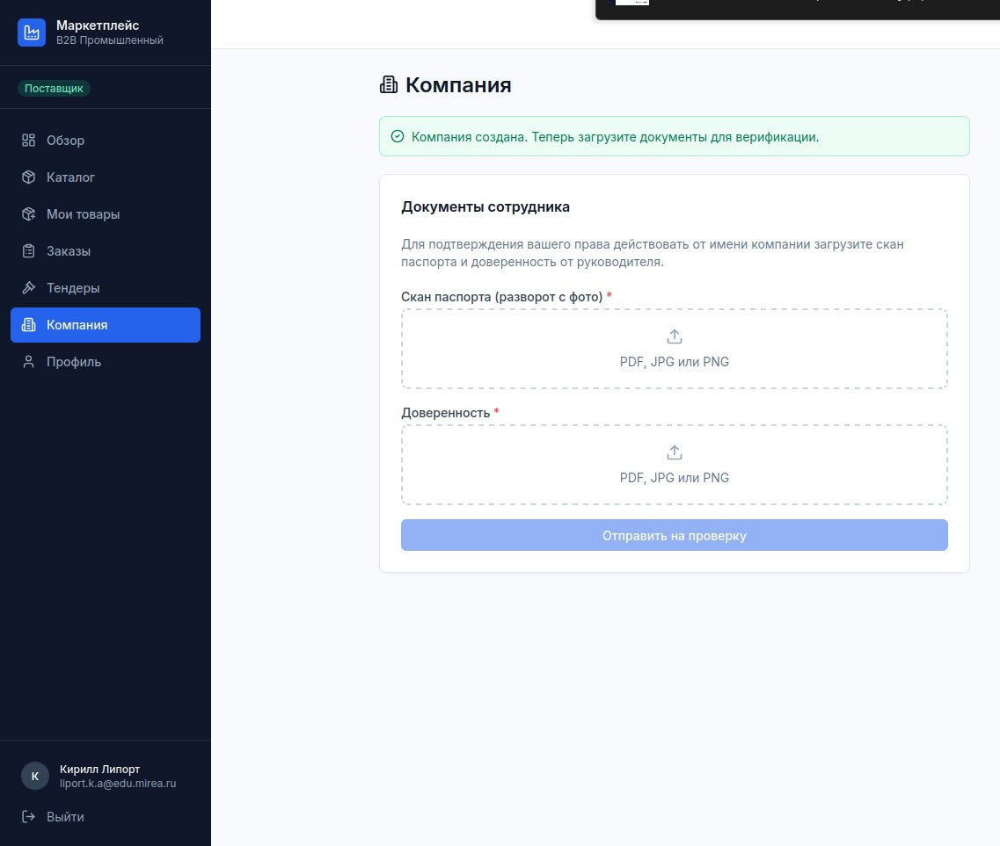 Маркетплейс
B2B Промышленный
Поставщик
Обзор
Каталог
Мои товары
Заказы
Тендеры
Компания
Профиль
Кирилл Липорт
liport.k.a@edu.mirea.ru
К
Выйти
Компания
Компания создана. Теперь загрузите документы для верификации.
Документы сотрудника
Для подтверждения вашего права действовать от имени компании загрузите скан
паспорта и доверенность от руководителя.
Скан паспорта (разворот с фото) *
PDF, JPG или PNG
Доверенность *
PDF, JPG или PNG
Отправить на проверку